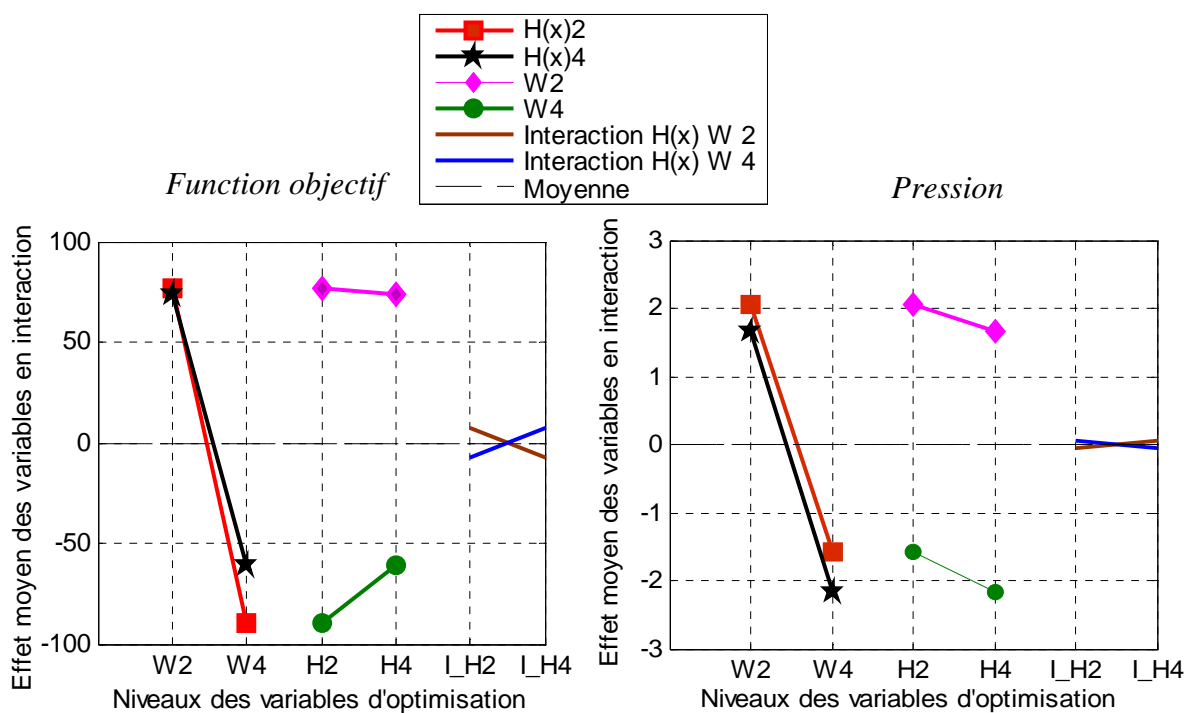 H(x)2
H(x)4
W2
W4
Interaction H(x) W 2
Interaction H(x) W 4
Moyenne
Function objectif
Pression
Effet moyen des variables en interaction
100
50
0
-50
-100
W2 W4 H2 H4 I_H2 I_H4
Niveaux des variables d'optimisation
Effet moyen des variables en interaction
3
2
1
0
-1
-2
-3
W2 W4 H2 H4 I_H2 I_H4
Niveaux des variables d'optimisation